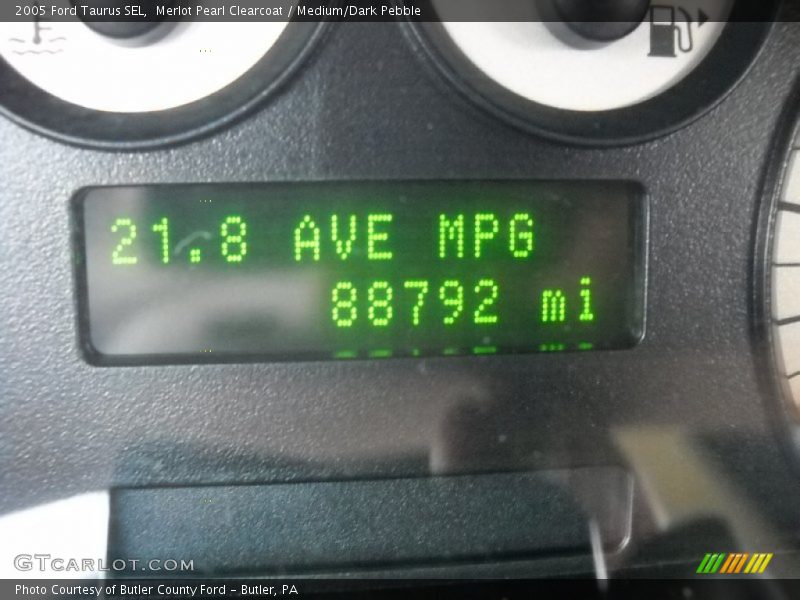 2005 Ford Taurus SEL,  Merlot Pearl Clearcoat / Medium/Dark Pebble
21.8 AVE MPG
88792 mi
GTCARLOT.COM
Photo Courtesy of Butler County Ford - Butler, PA